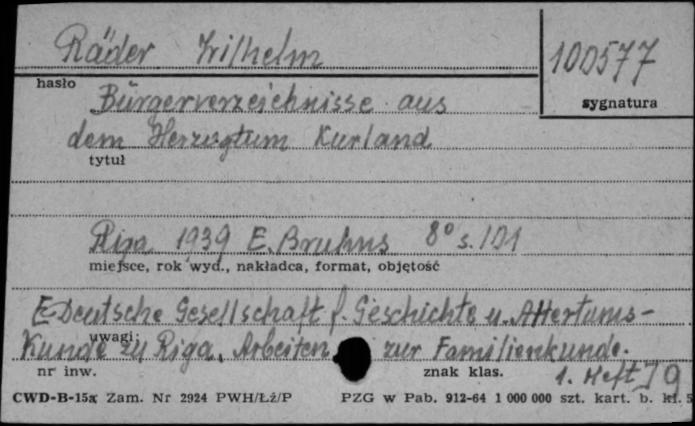 Räder Wilhelm
100577
hasło
sygnatura
Bürgerverzeichnisse aus
dem Herzogtum Kurland
tytuł
Riga 1939 E. Bruhns 8° s. 101
miejsce, rok wyd., nakładca, format, objętość
Deutsche Gesellschaft f. Geschichte u. Altertums-
uwagi:
Kunde zu Riga, Arbeiten zur Familienkunde.
nr inw.
znak klas.
1. Heft
CWD-B-15a Zam. Nr 2924 PWH/Łź/P PZG w Pab. 912-64 1 000 000 szt. kart. b. kl. 5